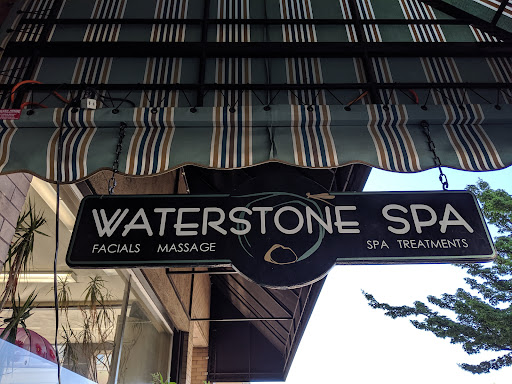 WATERSTONE SPA
FACIALS MASSAGE SPA TREATMENTS